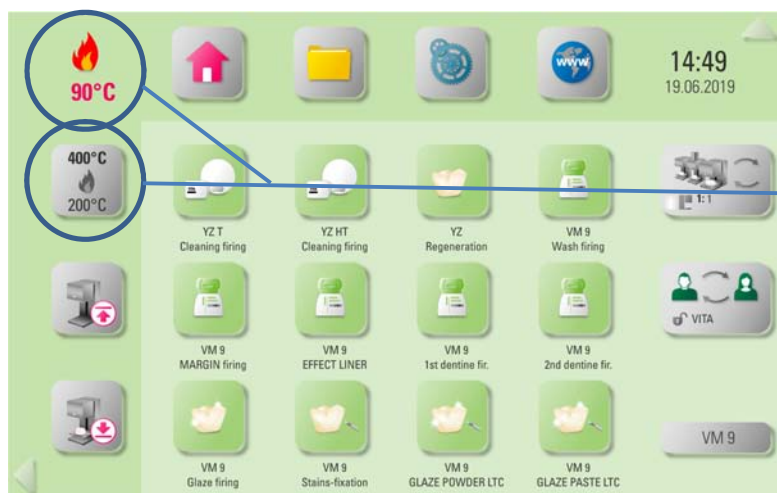 90°C
www
14:49
19.06.2019
400°C
200°C
YZ T
Cleaning firing
YZ HT
Cleaning firing
YZ
Regeneration
VM 9
Wash firing
1:1
VM 9
MARGIN firing
VM 9
EFFECT LINER
VM 9
1st dentine fir.
VM 9
2nd dentine fir.
VITA
VM 9
Glaze firing
VM 9
Stains-fixation
VM 9
GLAZE POWDER LTC
VM 9
GLAZE PASTE LTC
VM 9